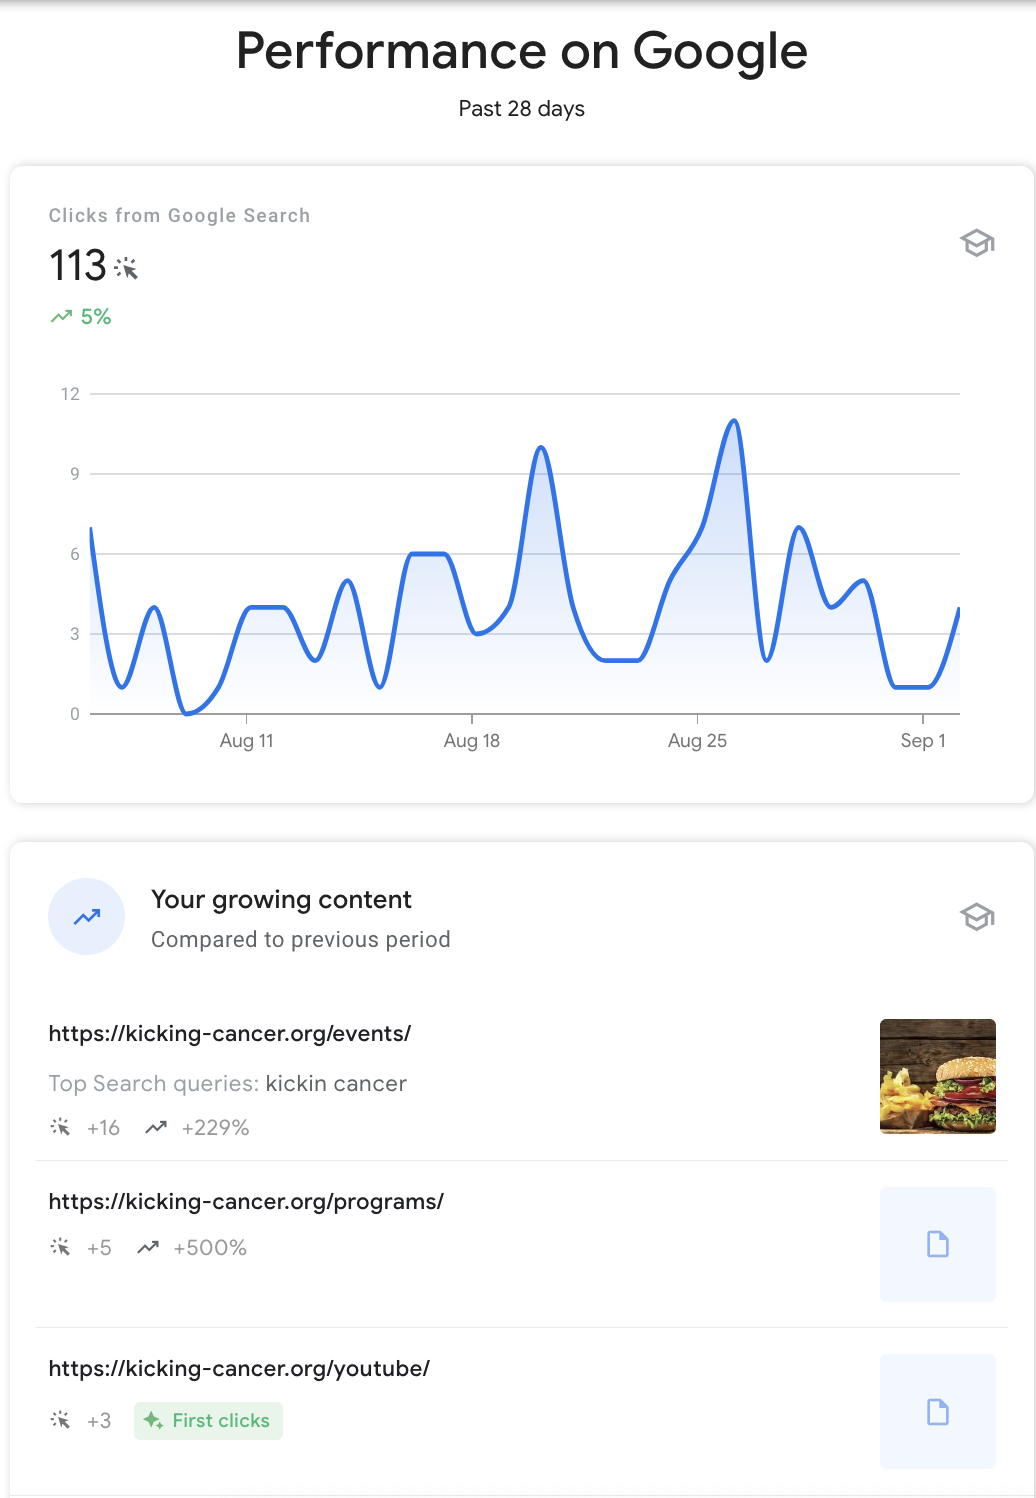 Performance on Google
Past 28 days
Clicks from Google Search
113
5%
12
9
6
3
0
Aug 11
Aug 18
Aug 25
Sep 1
Your growing content
Compared to previous period
https://kicking-cancer.org/events/
Top Search queries: kickin cancer
+16 +229%
https://kicking-cancer.org/programs/
+5 +500%
https://kicking-cancer.org/youtube/
+3 First clicks